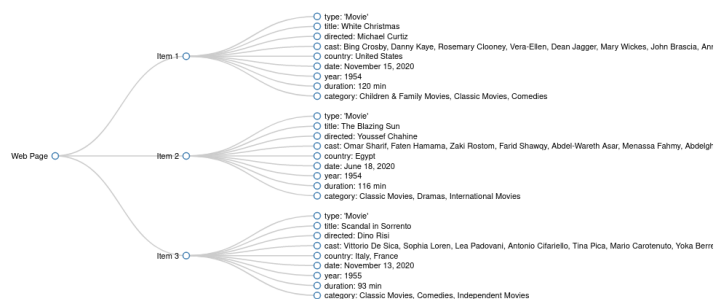 Web Page
Item 1
type: 'Movie'
title: White Christmas
directed: Michael Curtiz
cast: Bing Crosby, Danny Kaye, Rosemary Clooney, Vera-Ellen, Dean Jagger, Mary Wickes, John Brascia, Ann
country: United States
date: November 15, 2020
year: 1954
duration: 120 min
category: Children & Family Movies, Classic Movies, Comedies
Item 2
type: 'Movie'
title: The Blazing Sun
directed: Youssef Chahine
cast: Omar Sharif, Faten Hamama, Zaki Rostom, Farid Shawqy, Abdel-Wareth Asar, Menassa Fahmy, Abdelgh
country: Egypt
date: June 18, 2020
year: 1954
duration: 116 min
category: Classic Movies, Dramas, International Movies
Item 3
type: 'Movie'
title: Scandal in Sorrento
directed: Dino Risi
cast: Vittorio De Sica, Sophia Loren, Lea Padovani, Antonio Cifariello, Tina Pica, Mario Carotenuto, Yoka Berre
country: Italy, France
date: November 13, 2020
year: 1955
duration: 93 min
category: Classic Movies, Comedies, Independent Movies